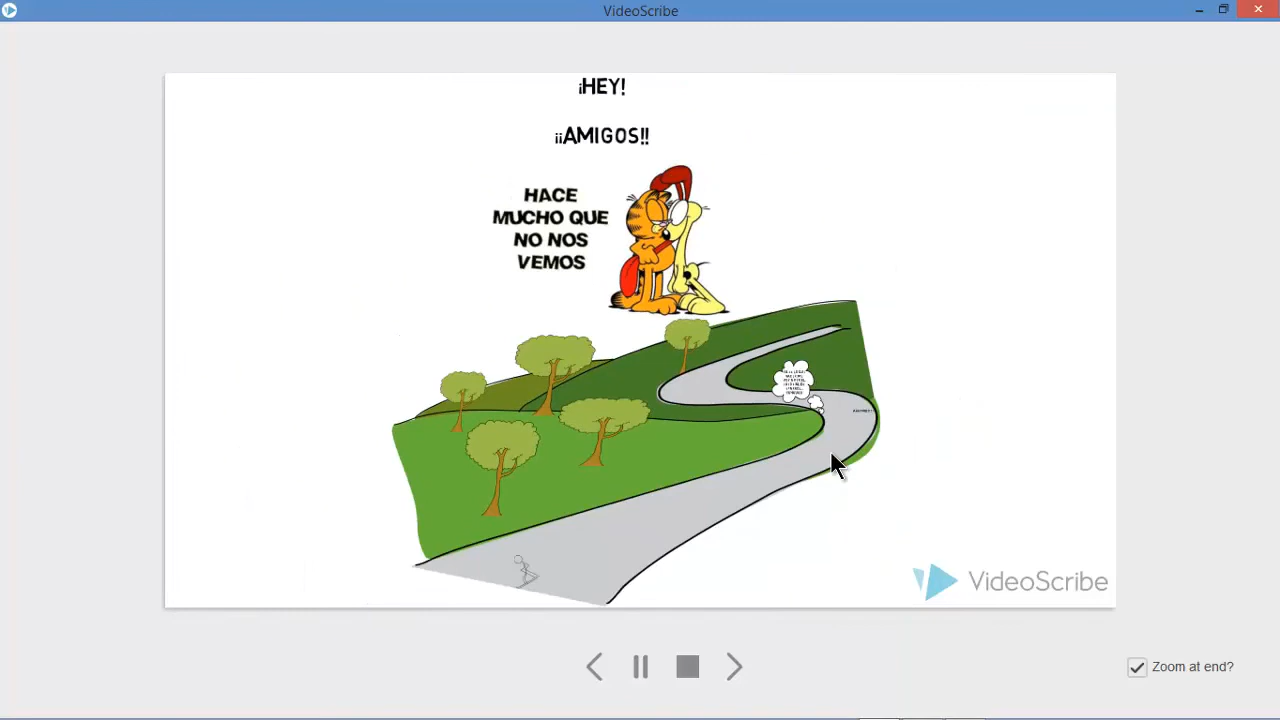 VideoScribe
¡HEY!
¡¡AMIGOS!!
HACE
MUCHO QUE
NO NOS
VEMOS
VideoScribe
Zoom at end?